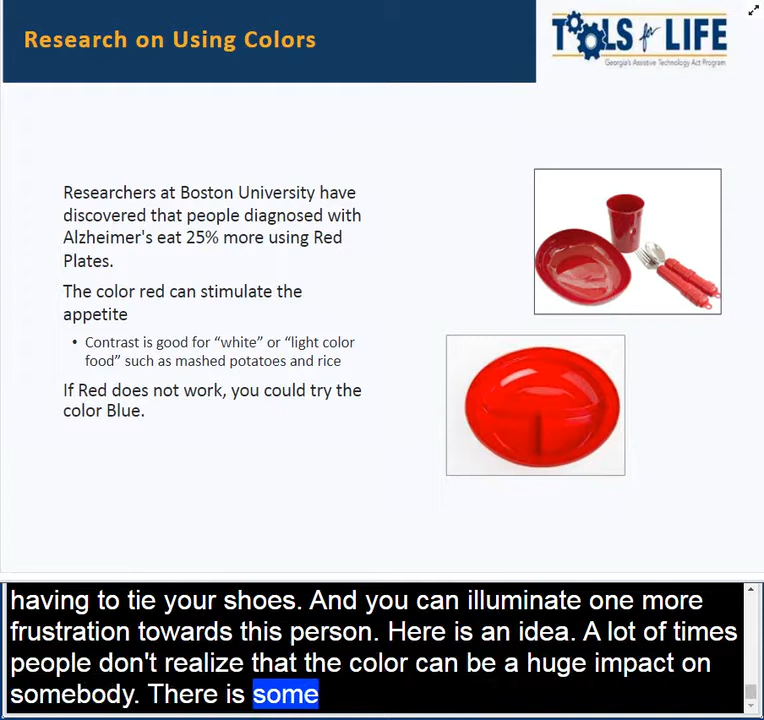 Research on Using Colors
TOOLS for LIFE
Georgia's Assistive Technology Act Program
Researchers at Boston University have
discovered that people diagnosed with
Alzheimer's eat 25% more using Red
Plates.
The color red can stimulate the
appetite
• Contrast is good for “white” or “light color
food” such as mashed potatoes and rice
If Red does not work, you could try the
color Blue.
having to tie your shoes. And you can illuminate one more
frustration towards this person. Here is an idea. A lot of times
people don't realize that the color can be a huge impact on
somebody. There is some